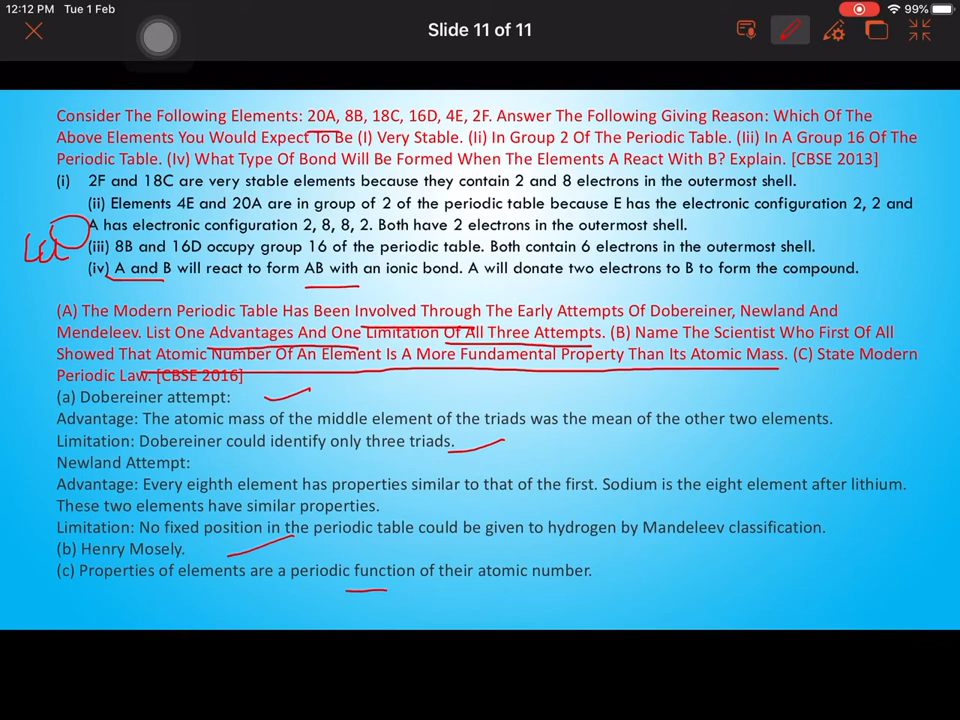 12:12 PM Tue 1 Feb
99%
Slide 11 of 11
Consider The Following Elements: 20A, 8B, 18C, 16D, 4E, 2F. Answer The Following Giving Reason: Which Of The
Above Elements You Would Expect To Be (I) Very Stable. (Ii) In Group 2 Of The Periodic Table. (Iii) In A Group 16 Of The
Periodic Table. (Iv) What Type Of Bond Will Be Formed When The Elements A React With B? Explain. [CBSE 2013]
(i) 2F and 18C are very stable elements because they contain 2 and 8 electrons in the outermost shell.
(ii) Elements 4E and 20A are in group of 2 of the periodic table because E has the electronic configuration 2, 2 and
A has electronic configuration 2, 8, 8, 2. Both have 2 electrons in the outermost shell.
(iii) 8B and 16D occupy group 16 of the periodic table. Both contain 6 electrons in the outermost shell.
(iv) A and B will react to form AB with an ionic bond. A will donate two electrons to B to form the compound.
(A) The Modern Periodic Table Has Been Involved Through The Early Attempts Of Dobereiner, Newland And
Mendeleev. List One Advantages And One Limitation Of All Three Attempts. (B) Name The Scientist Who First Of All
Showed That Atomic Number Of An Element Is A More Fundamental Property Than Its Atomic Mass. (C) State Modern
Periodic Law. [CBSE 2016]
(a) Dobereiner attempt:
Advantage: The atomic mass of the middle element of the triads was the mean of the other two elements.
Limitation: Dobereiner could identify only three triads.
Newland Attempt:
Advantage: Every eighth element has properties similar to that of the first. Sodium is the eight element after lithium.
These two elements have similar properties.
Limitation: No fixed position in the periodic table could be given to hydrogen by Mandeleev classification.
(b) Henry Mosely.
(c) Properties of elements are a periodic function of their atomic number.